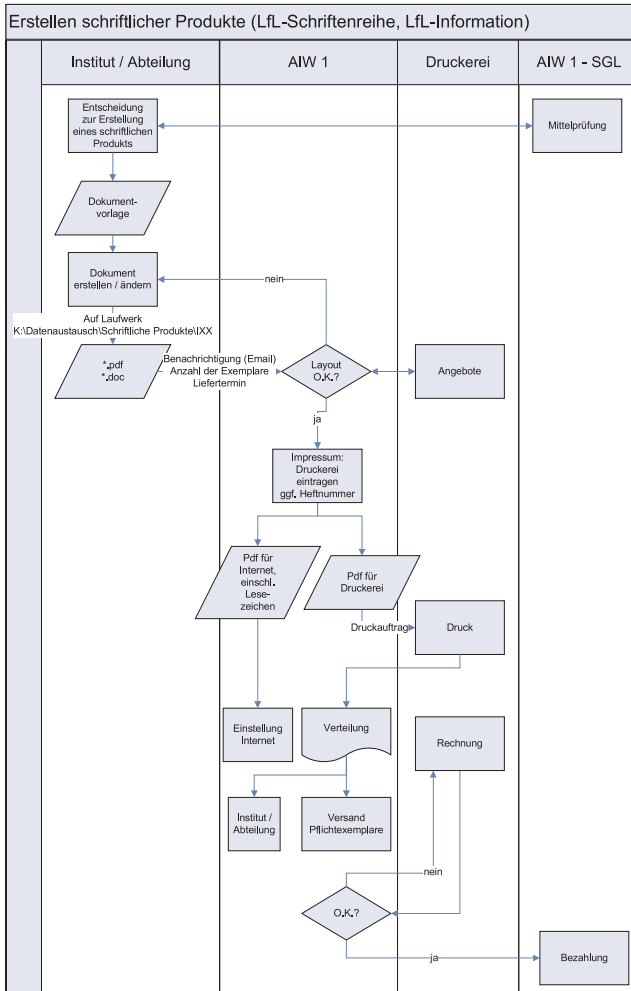 Erstellen schriftlicher Produkte (LfL-Schriftenreihe, LfL-Information)
Institut / Abteilung
AIW 1
Druckerei
AIW 1 - SGL
Entscheidung
zur Erstellung
eines schriftlichen
Produkts
Mittelprüfung
Dokument-
vorlage
Dokument
erstellen / ändern
nein
Auf Laufwerk
K:\Datenaustausch\Schriftliche Produkte\IXX
*.pdf
*.doc
Benachrichtigung (Email)
Anzahl der Exemplare
Liefertermin
Layout
O.K.?
Angebote
ja
Impressum:
Druckerei
eintragen
ggf. Heftnummer
Pdf für
Internet,
einschl.
Lese-
zeichen
Pdf für
Druckerei
Druckauftrag
Druck
Einstellung
Internet
Verteilung
Rechnung
Institut /
Abteilung
Versand
Pflichtexemplare
nein
O.K.?
ja
Bezahlung